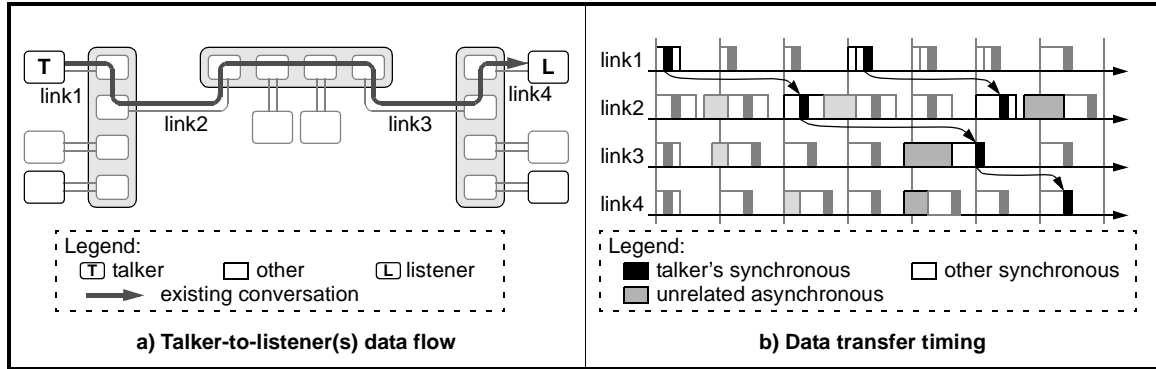 T
L
link1
link2
link3
link4
Legend:
T talker
other
L listener
existing conversation
a) Talker-to-listener(s) data flow
link1
link2
link3
link4
Legend:
talker's synchronous
other synchronous
unrelated asynchronous
b) Data transfer timing